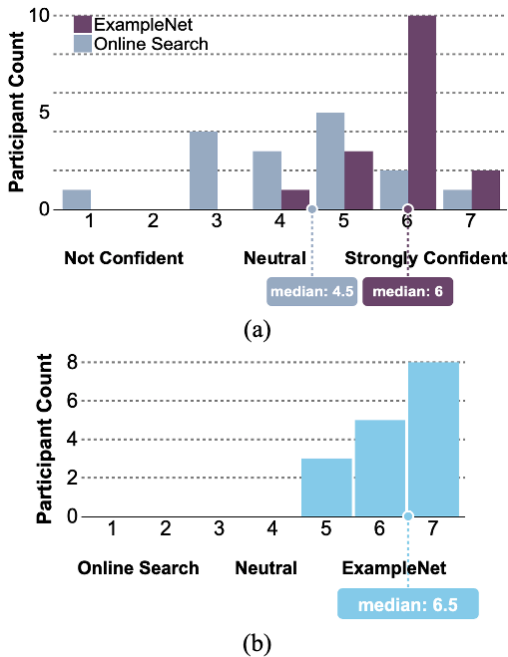 10
ExampleNet
Online Search
5
0
Participant Count
1 2 3 4 5 6 7
Not Confident Neutral Strongly Confident
median: 4.5 median: 6
(a)
8
6
4
2
0
Participant Count
1 2 3 4 5 6 7
Online Search Neutral ExampleNet
median: 6.5
(b)